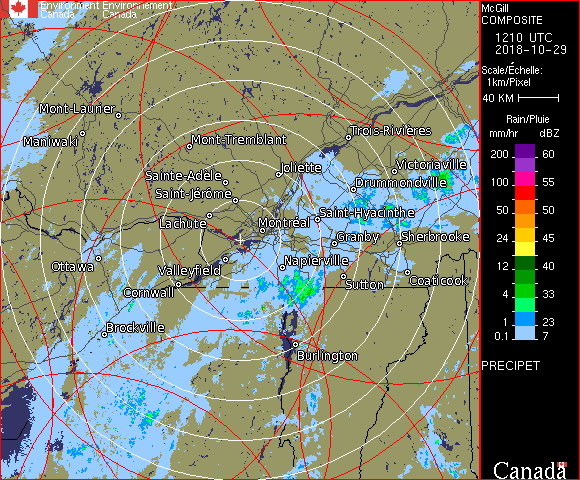 Environment Environnement
Canada Canada
McGill
COMPOSITE
1210 UTC
2018-10-29
Scale/Échelle:
1km/Pixel
40 KM
Rain/Pluie
mm/hr dBZ
200 60
150 57
100 55
50 50
24 45
12 40
4 33
1 23
0.1 7
PRECIPET
Canada
Mont-Laurier
Maniwaki
Mont-Tremblant
Trois-Rivières
Joliette
Victoriaville
Sainte-Adèle
Drummondville
Saint-Jérôme
Saint-Hyacinthe
Lachute
Montréal
Granby
Sherbrooke
Ottawa
Valleyfield
Napierville
Cornwall
Sutton
Coaticook
Brockville
Burlington